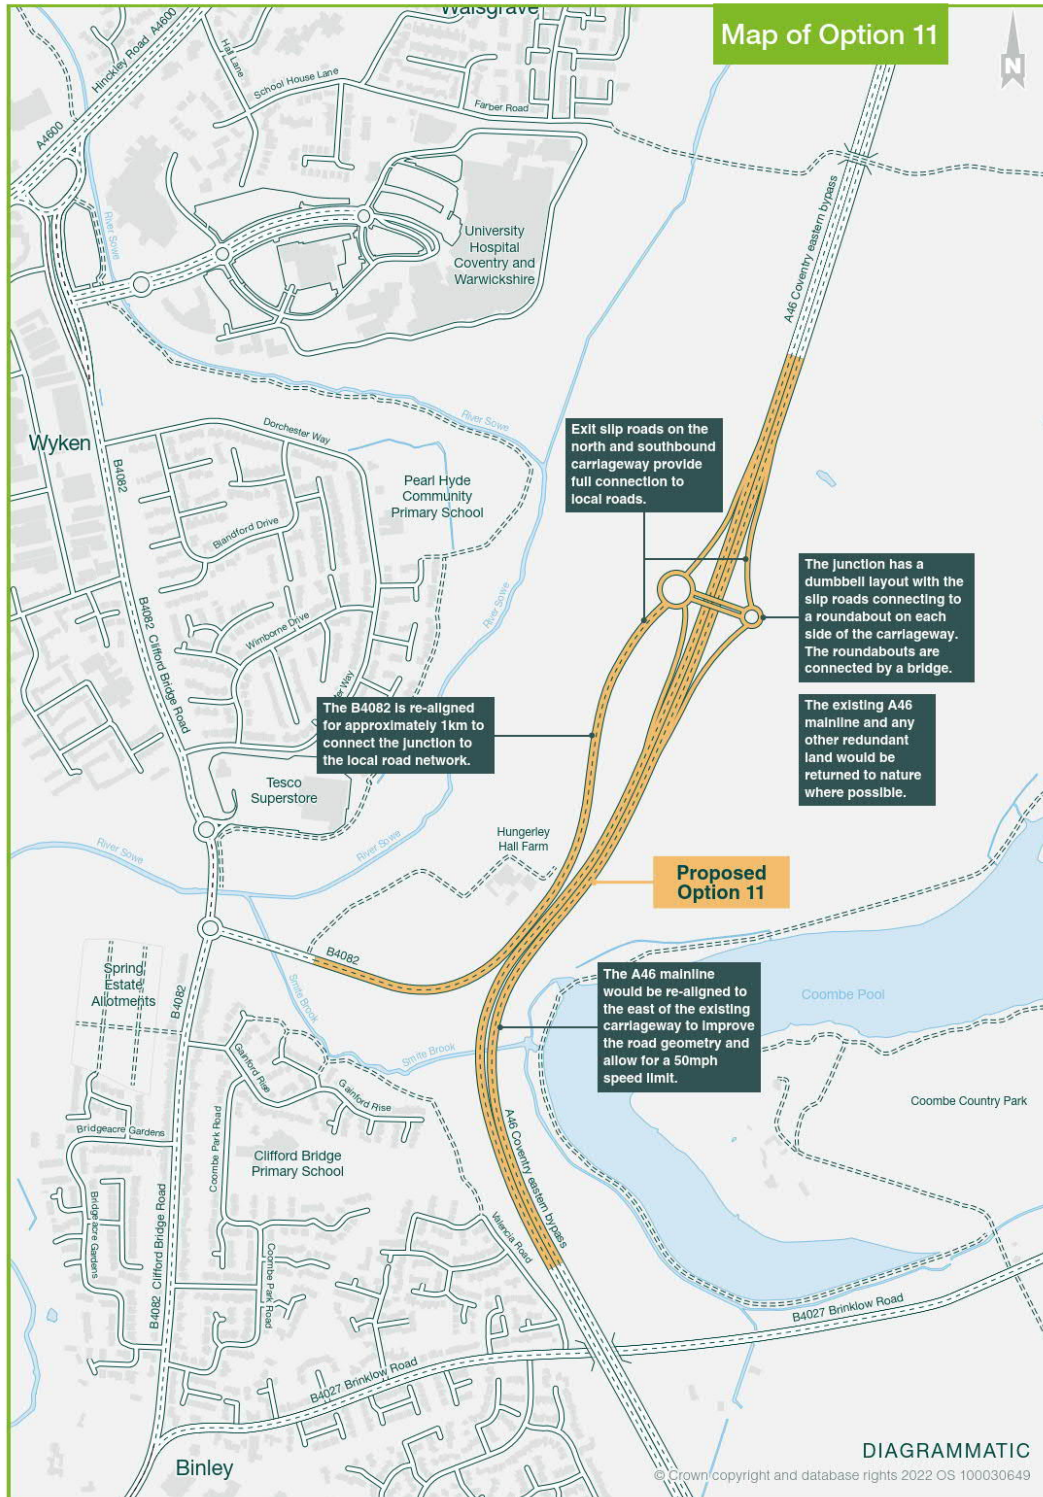 Walsgrave
Map of Option 11
N
Hinckley Road A4600
A4600
Hall Lane
School House Lane
Farber Road
River Sowe
University
Hospital
Coventry and
Warwickshire
A46 Coventry eastern bypass
River Sowe
Wyken
Dorchester Way
B4082
Pearl Hyde
Community
Primary School
Blandford Drive
Exit slip roads on the
north and southbound
carriageway provide
full connection to
local roads.
The junction has a
dumbbell layout with the
slip roads connecting to
a roundabout on each
side of the carriageway.
The roundabouts are
connected by a bridge.
River Sowe
B4082 Clifford Bridge Road
Wimborne Drive
Way
The B4082 is re-aligned
for approximately 1km to
connect the junction to
the local road network.
The existing A46
mainline and any
other redundant
land would be
returned to nature
where possible.
Tesco
Superstore
River Sowe
River Sowe
Hungerley
Hall Farm
Proposed
Option 11
B4082
Spring
Estate
Allotments
B4082
Smite Brook
The A46 mainline
would be re-aligned to
the east of the existing
carriageway to improve
the road geometry and
allow for a 50mph
speed limit.
Coombe Pool
Smite Brook
Gainford Rise
Gainford Rise
Coombe Country Park
Bridgeacre Gardens
Coombe Park Road
Clifford Bridge
Primary School
A46 Coventry eastern bypass
Bridgeacre Gardens
B4082 Clifford Bridge Road
Coombe Park Road
Valencia Road
B4027 Brinklow Road
B4027 Brinklow Road
Binley
DIAGRAMMATIC
© Crown copyright and database rights 2022 OS 100030649